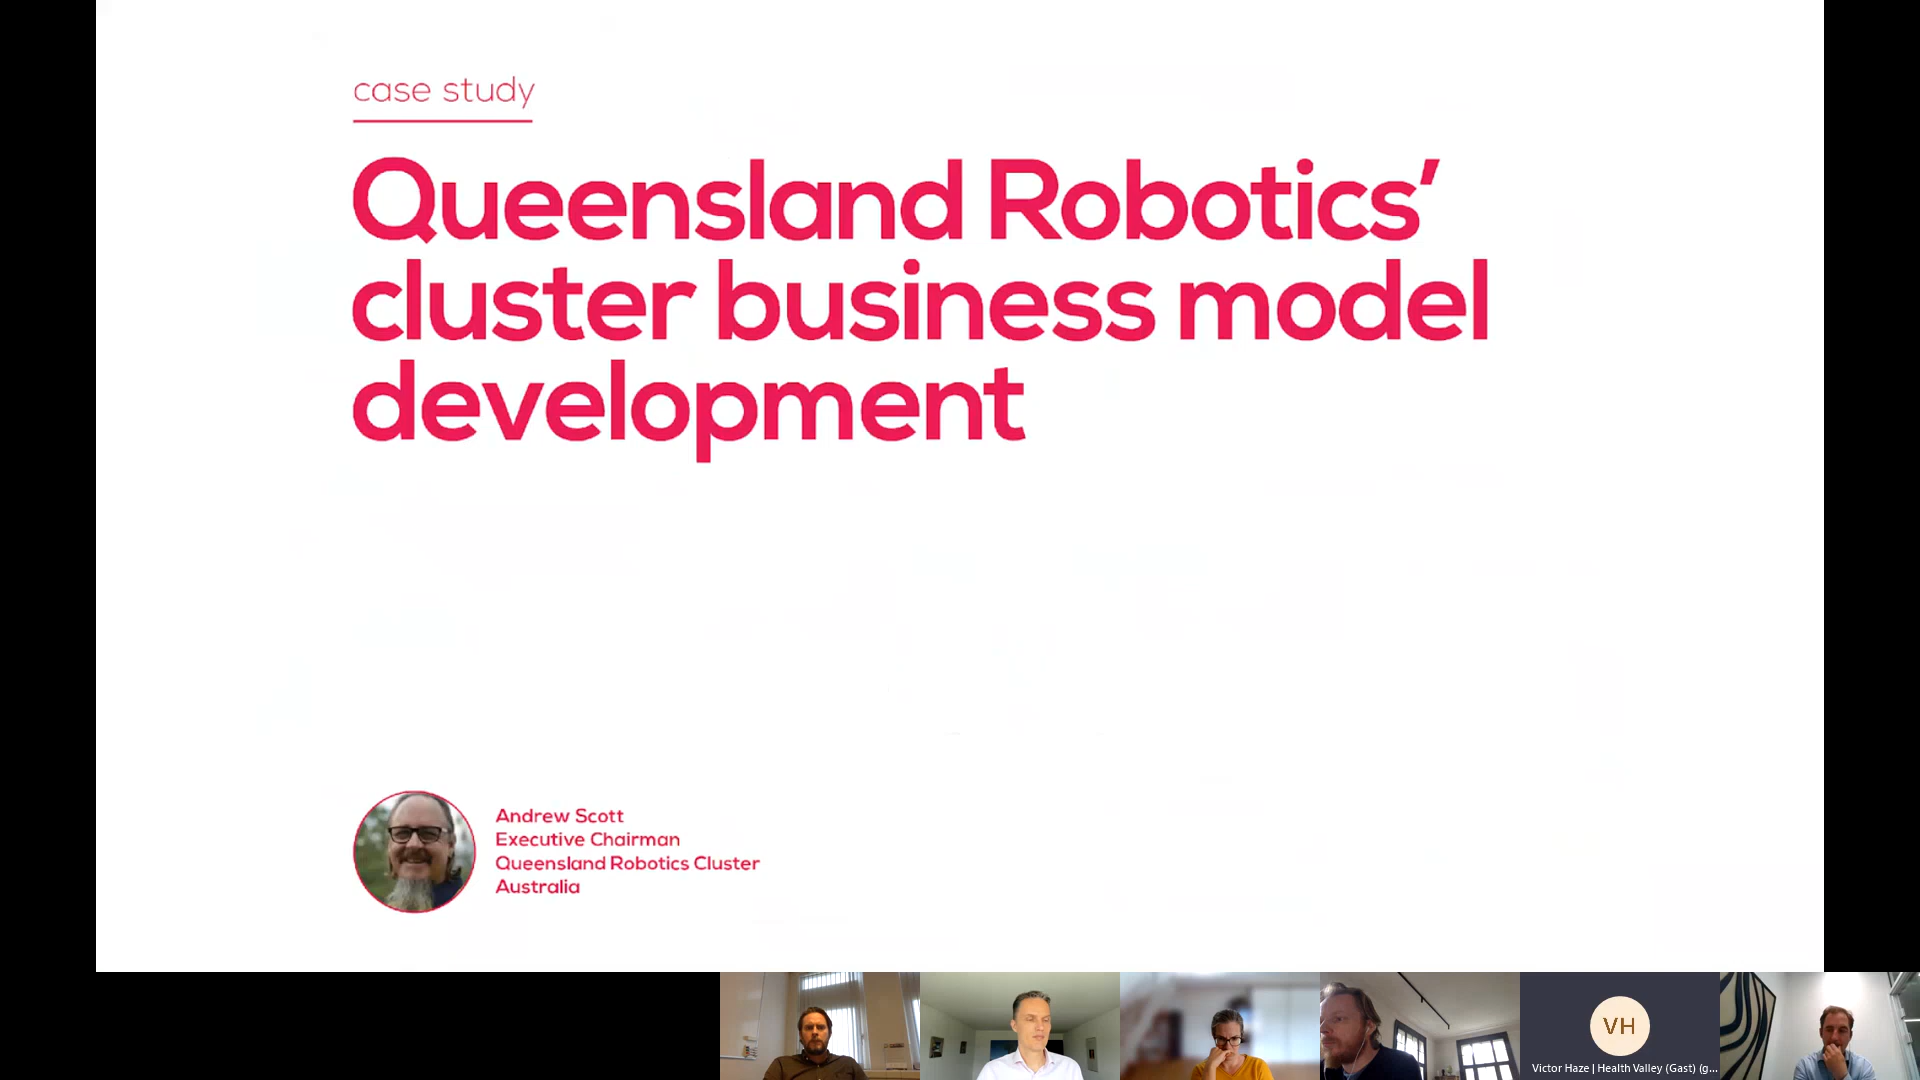 case study
Queensland Robotics’
cluster business model
development
Andrew Scott
Executive Chairman
Queensland Robotics Cluster
Australia
VH
Victor Haze | Health Valley (Gast) (g...